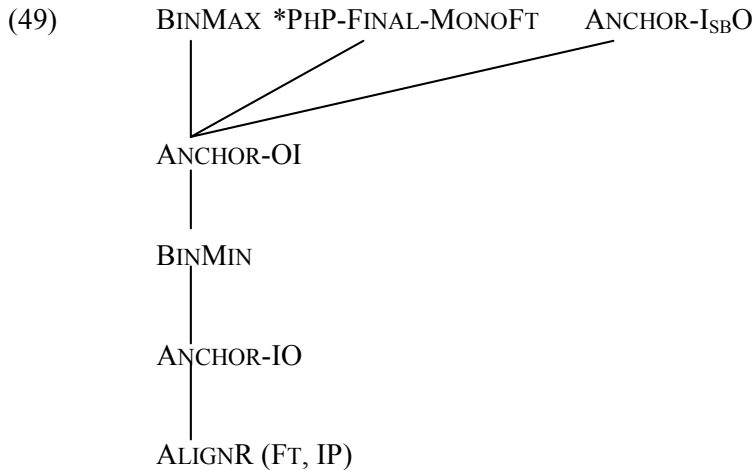 (49) BINMAX *PHP-FINAL-MONOFT ANCHOR-ISBO
ANCHOR-OI
BINMIN
ANCHOR-IO
ALIGNR (FT, IP)